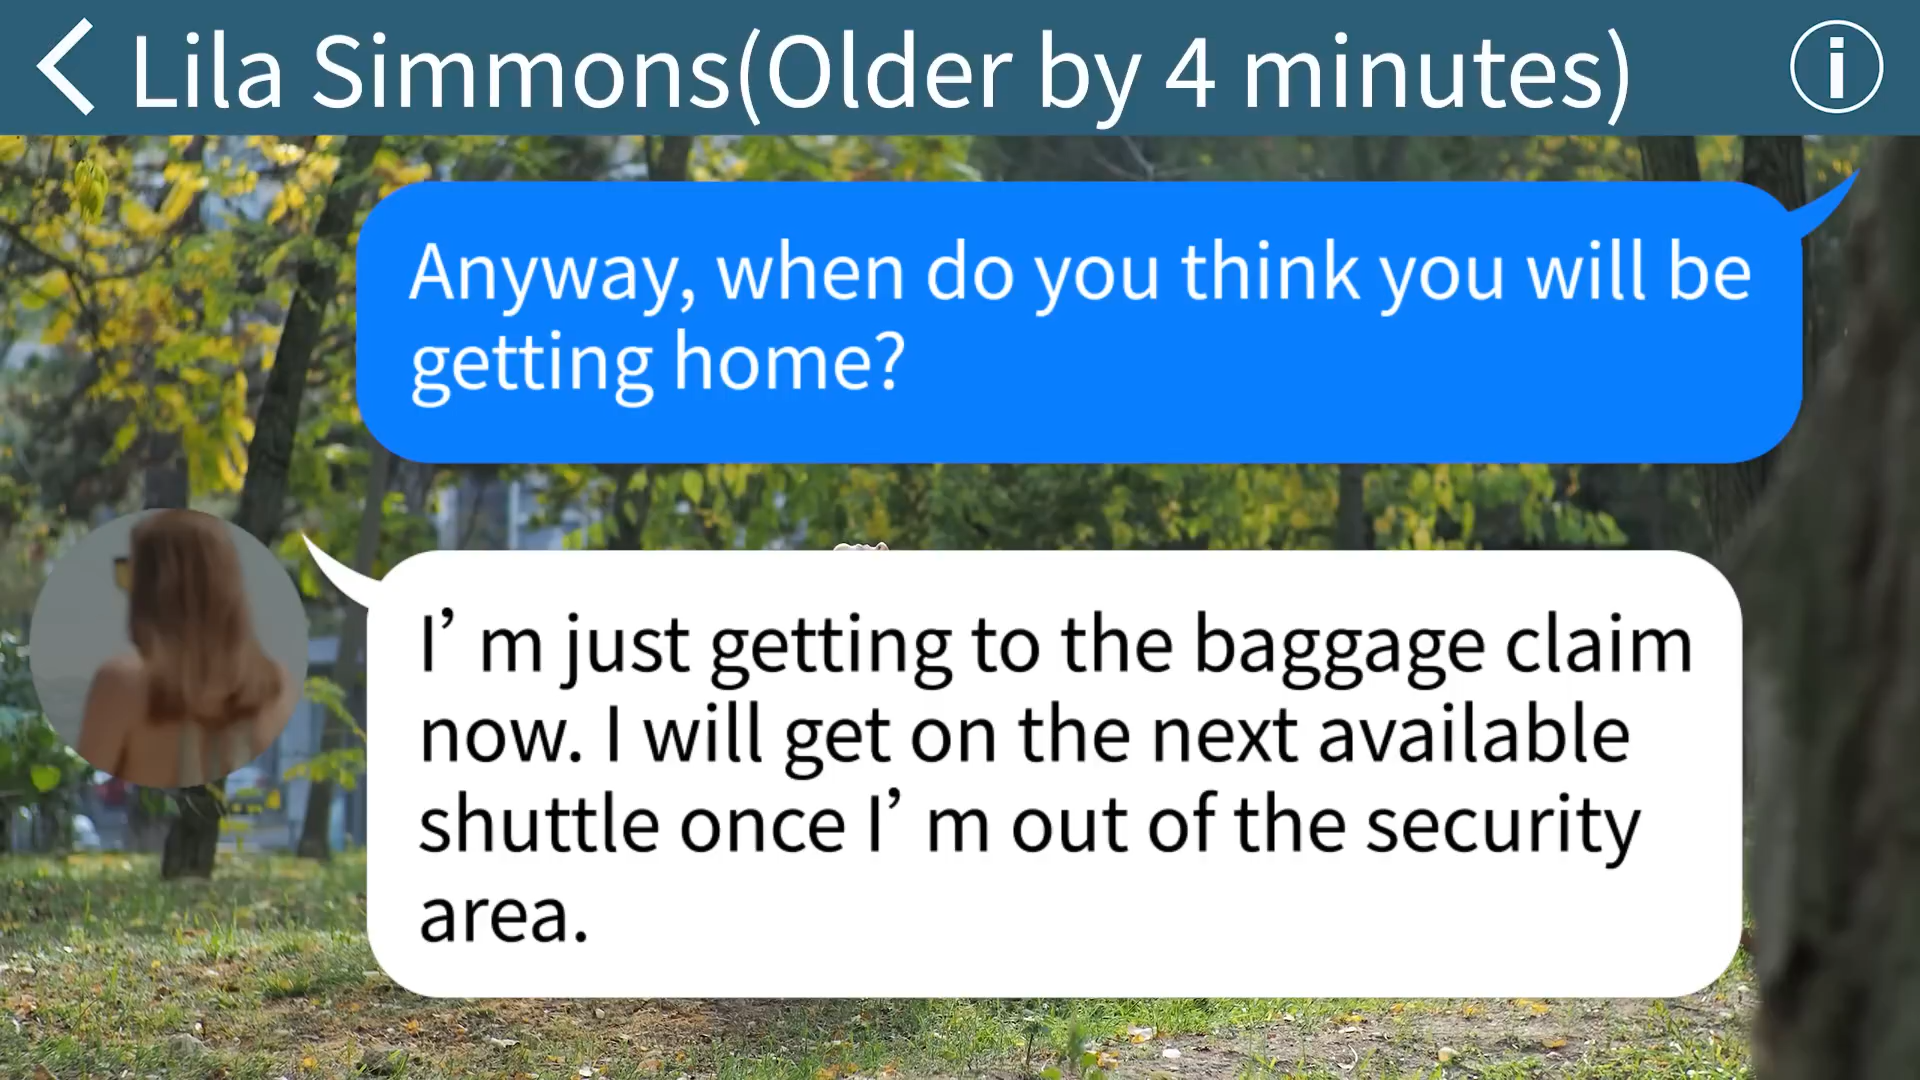 Lila Simmons(Older by 4 minutes)
Anyway, when do you think you will be
getting home?
I’m just getting to the baggage claim
now. I will get on the next available
shuttle once I’m out of the security
area.